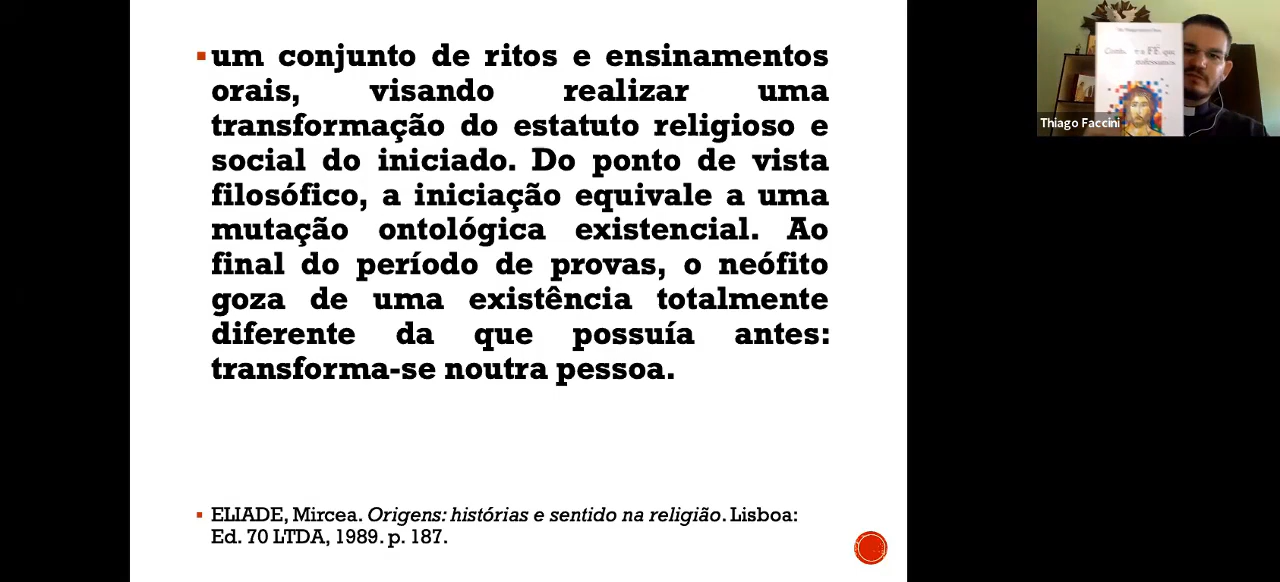 um conjunto de ritos e ensinamentos
orais, visando realizar uma
transformação do estatuto religioso e
social do iniciado. Do ponto de vista
filosófico, a iniciação equivale a uma
mutação ontológica existencial. Ao
final do período de provas, o neófito
goza de uma existência totalmente
diferente da que possuía antes:
transforma-se noutra pessoa.
ELIADE, Mircea. Origens: histórias e sentido na religião. Lisboa:
Ed. 70 LTDA, 1989. p. 187.
a FÉ que
professamos
Thiago Faccini